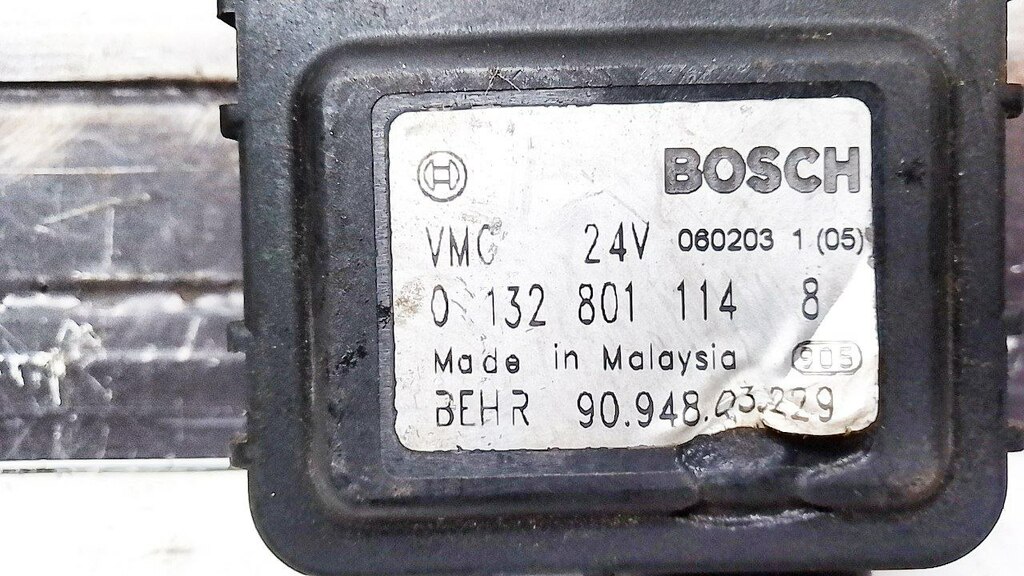 BOSCH
VMC 24V 060203 1 (05)
0 132 801 114 8
Made in Malaysia 905
BEHR 90.948.03.229